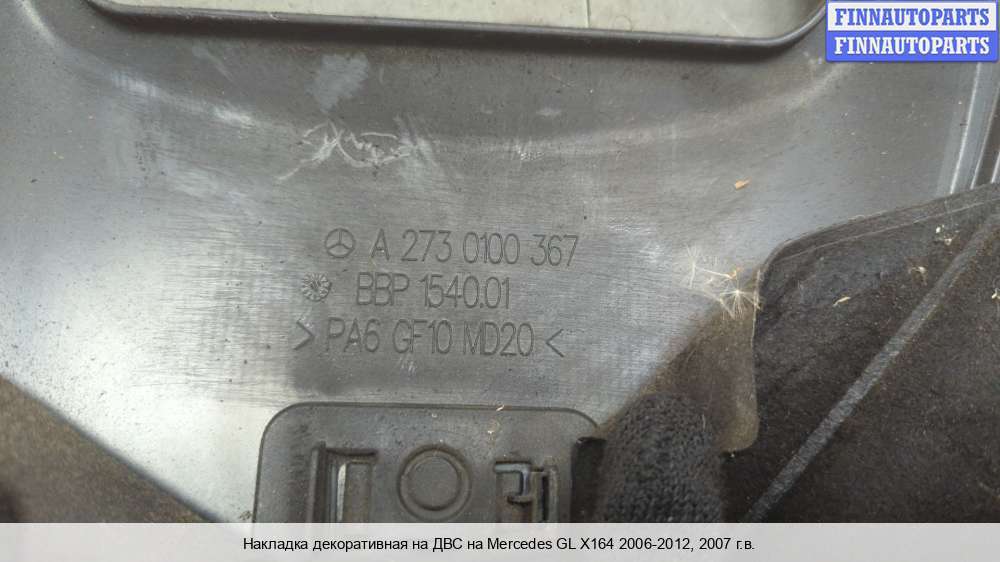 FINNAUTOPARTS
FINNAUTOPARTS
A 273 0100 367
BBP 1540.01
> PA6 GF10 MD20 <
Накладка декоративная на ДВС на Mercedes GL X164 2006-2012, 2007 г.в.